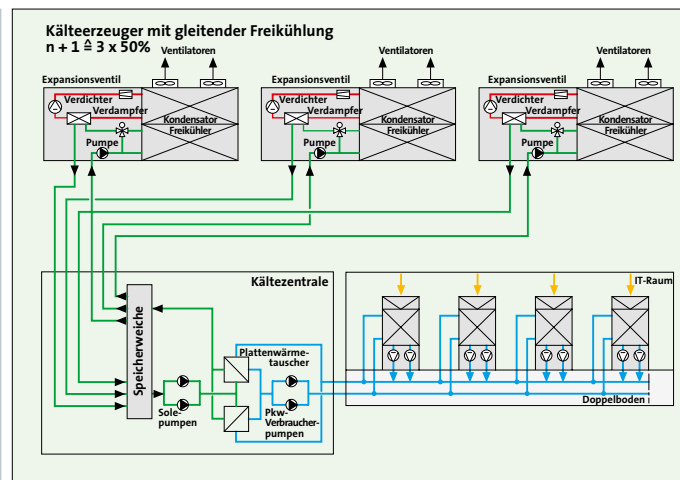 Kälteerzeuger mit gleitender Freikühlung
n + 1 ≙ 3 x 50%
Ventilatoren
Ventilatoren
Ventilatoren
Expansionsventil
Verdichter
Verdampfer
Kondensator
Freikühler
Pumpe
Expansionsventil
Verdichter
Verdampfer
Kondensator
Freikühler
Pumpe
Expansionsventil
Verdichter
Verdampfer
Kondensator
Freikühler
Pumpe
Kältezentrale
Speicherweiche
Plattenwärme-
tauscher
Sole-
pumpen
Pkw-
Verbraucher-
pumpen
IT-Raum
Doppelboden